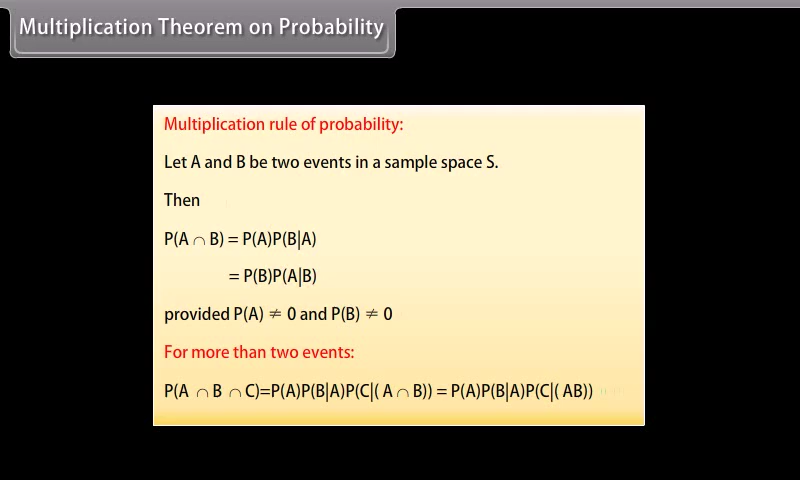 Multiplication Theorem on Probability
Multiplication rule of probability:
Let A and B be two events in a sample space S.
Then
P(A ∩ B) = P(A)P(B|A)
= P(B)P(A|B)
provided P(A) ≠ 0 and P(B) ≠ 0
For more than two events:
P(A ∩ B ∩ C)=P(A)P(B|A)P(C|( A ∩ B)) = P(A)P(B|A)P(C|( AB))